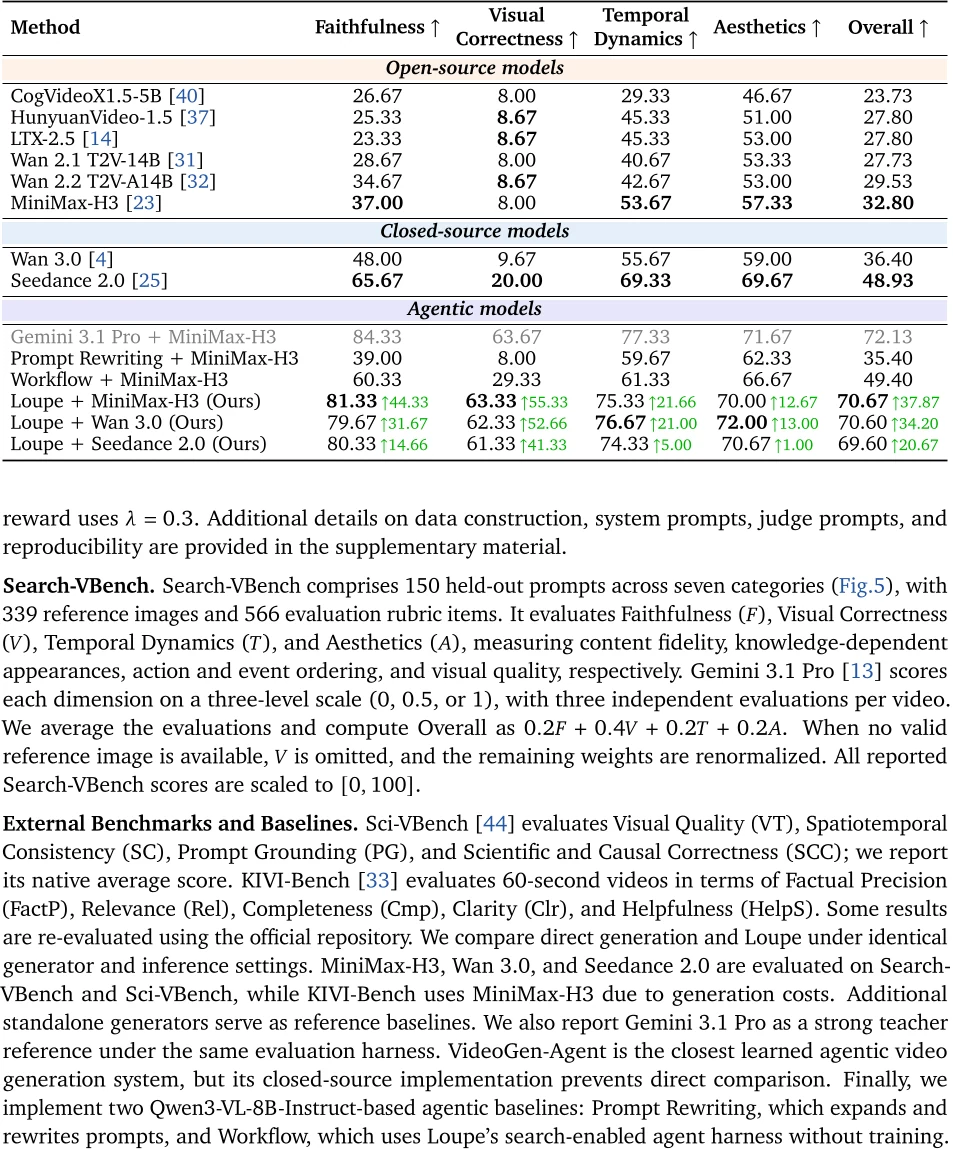 Method Faithfulness ↑ Visual Correctness ↑ Temporal Dynamics ↑ Aesthetics ↑ Overall ↑
Open-source models
CogVideoX1.5-5B [40] 26.67 8.00 29.33 46.67 23.73
HunyuanVideo-1.5 [37] 25.33 8.67 45.33 51.00 27.80
LTX-2.5 [14] 23.33 8.67 45.33 53.00 27.80
Wan 2.1 T2V-14B [31] 28.67 8.00 40.67 53.33 27.73
Wan 2.2 T2V-A14B [32] 34.67 8.67 42.67 53.00 29.53
MiniMax-H3 [23] 37.00 8.00 53.67 57.33 32.80
Closed-source models
Wan 3.0 [4] 48.00 9.67 55.67 59.00 36.40
Seedance 2.0 [25] 65.67 20.00 69.33 69.67 48.93
Agentic models
Gemini 3.1 Pro + MiniMax-H3 84.33 63.67 77.33 71.67 72.13
Prompt Rewriting + MiniMax-H3 39.00 8.00 59.67 62.33 35.40
Workflow + MiniMax-H3 60.33 29.33 61.33 66.67 49.40
Loupe + MiniMax-H3 (Ours) 81.33 ↑44.33 63.33 ↑55.33 75.33 ↑21.66 70.00 ↑12.67 70.67 ↑37.87
Loupe + Wan 3.0 (Ours) 79.67 ↑31.67 62.33 ↑52.66 76.67 ↑21.00 72.00 ↑13.00 70.60 ↑34.20
Loupe + Seedance 2.0 (Ours) 80.33 ↑14.66 61.33 ↑41.33 74.33 ↑5.00 70.67 ↑1.00 69.60 ↑20.67
reward uses λ = 0.3. Additional details on data construction, system prompts, judge prompts, and
reproducibility are provided in the supplementary material.
Search-VBench. Search-VBench comprises 150 held-out prompts across seven categories (Fig.5), with
339 reference images and 566 evaluation rubric items. It evaluates Faithfulness (F), Visual Correctness
(V), Temporal Dynamics (T), and Aesthetics (A), measuring content fidelity, knowledge-dependent
appearances, action and event ordering, and visual quality, respectively. Gemini 3.1 Pro [13] scores
each dimension on a three-level scale (0, 0.5, or 1), with three independent evaluations per video.
We average the evaluations and compute Overall as 0.2F + 0.4V + 0.2T + 0.2A. When no valid
reference image is available, V is omitted, and the remaining weights are renormalized. All reported
Search-VBench scores are scaled to [0, 100].
External Benchmarks and Baselines. Sci-VBench [44] evaluates Visual Quality (VT), Spatiotemporal
Consistency (SC), Prompt Grounding (PG), and Scientific and Causal Correctness (SCC); we report
its native average score. KIVI-Bench [33] evaluates 60-second videos in terms of Factual Precision
(FactP), Relevance (Rel), Completeness (Cmp), Clarity (Clr), and Helpfulness (HelpS). Some results
are re-evaluated using the official repository. We compare direct generation and Loupe under identical
generator and inference settings. MiniMax-H3, Wan 3.0, and Seedance 2.0 are evaluated on Search-
VBench and Sci-VBench, while KIVI-Bench uses MiniMax-H3 due to generation costs. Additional
standalone generators serve as reference baselines. We also report Gemini 3.1 Pro as a strong teacher
reference under the same evaluation harness. VideoGen-Agent is the closest learned agentic video
generation system, but its closed-source implementation prevents direct comparison. Finally, we
implement two Qwen3-VL-8B-Instruct-based agentic baselines: Prompt Rewriting, which expands and
rewrites prompts, and Workflow, which uses Loupe's search-enabled agent harness without training.